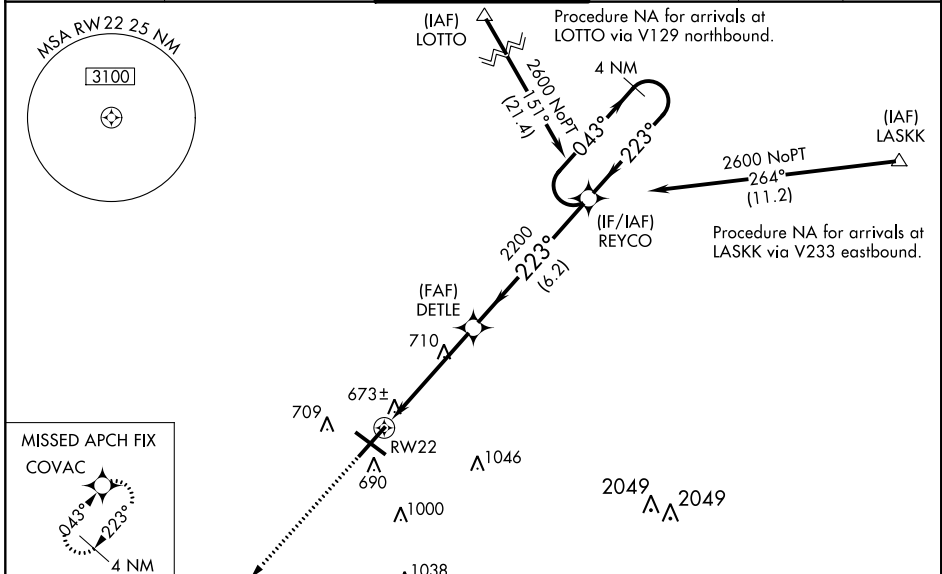 MSA RW22 25 NM
3100
(IAF)
LOTTO
Procedure NA for arrivals at
LOTTO via V129 northbound.
2600 NoPT
151°
(21.4)
4 NM
043°
223°
(IAF)
LASKK
2600 NoPT
264°
(11.2)
(IF/IAF)
REYCO
Procedure NA for arrivals at
LASKK via V233 eastbound.
2200
223°
(6.2)
(FAF)
DETLE
710
673±
709
RW22
690
1046
1000
2049
2049
1038
MISSED APCH FIX
COVAC
043°
223°
4 NM